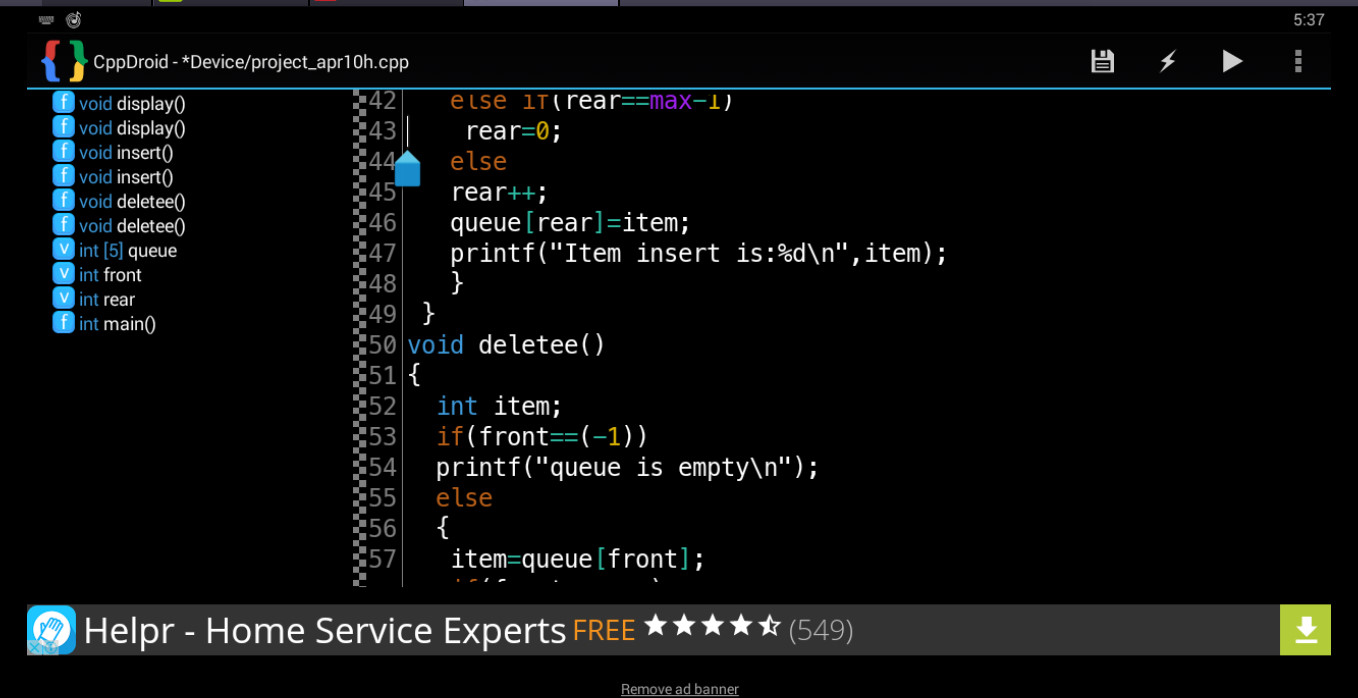 5:37
CppDroid - *Device/project_apr10h.cpp
f void display()
f void display()
f void insert()
f void insert()
f void deletee()
f void deletee()
v int [5] queue
v int front
v int rear
f int main()
42 else if(rear==max-1)
43 rear=0;
44 else
45 rear++;
46 queue[rear]=item;
47 printf("Item insert is:%d\n",item);
48 }
49 }
50 void deletee()
51 {
52 int item;
53 if(front==(-1))
54 printf("queue is empty\n");
55 else
56 {
57 item=queue[front];
Helpr - Home Service Experts FREE (549)
Remove ad banner